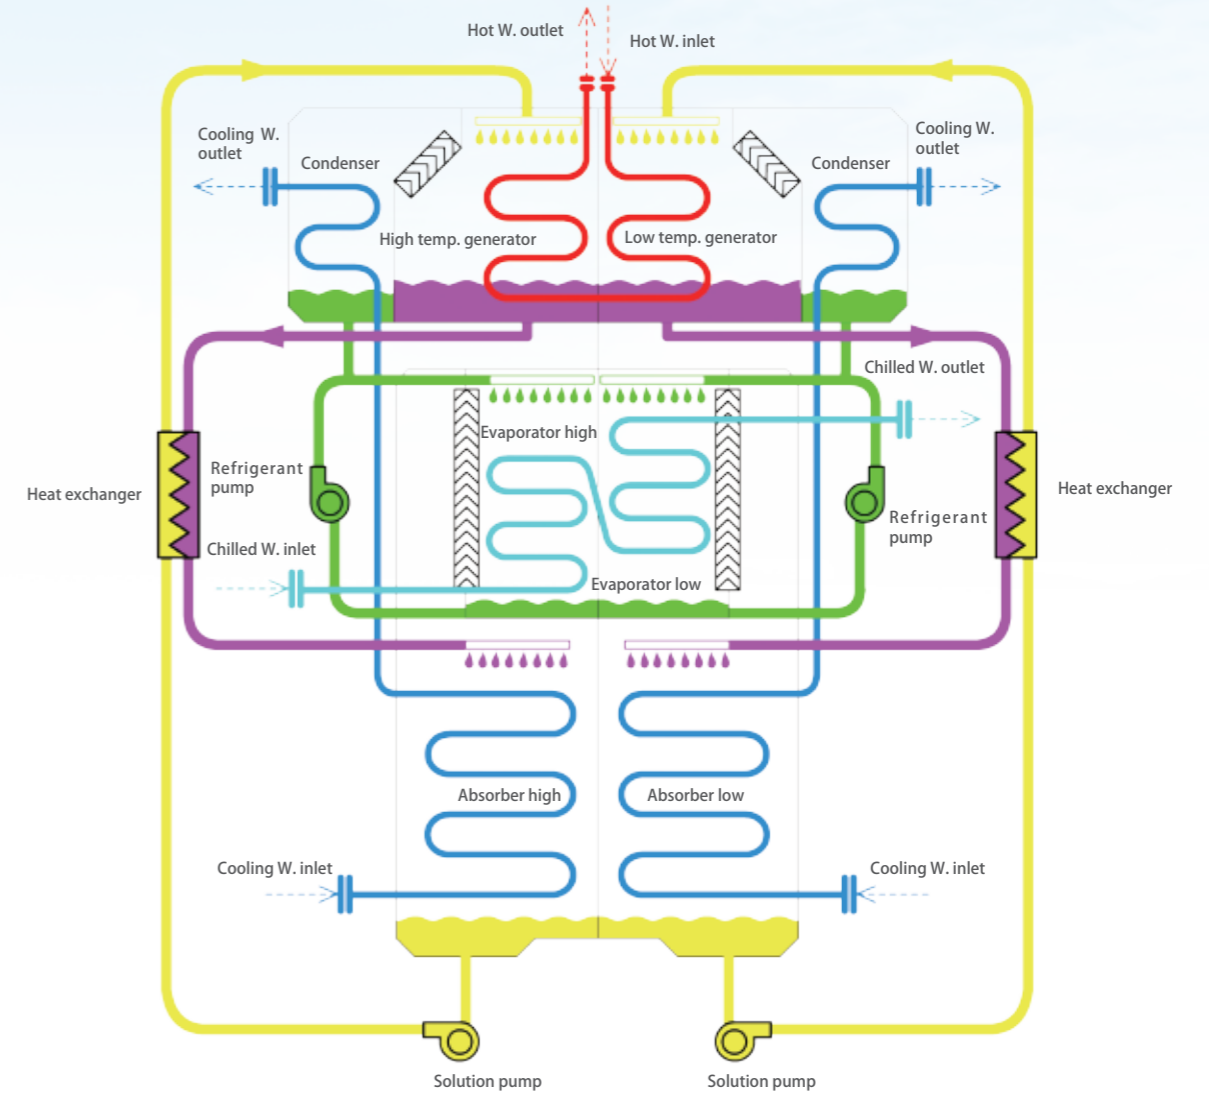 Hot W. outlet
Hot W. inlet
Cooling W.
outlet
Condenser
Condenser
Cooling W.
outlet
High temp. generator
Low temp. generator
Chilled W. outlet
Evaporator high
Refrigerant
pump
Heat exchanger
Heat exchanger
Refrigerant
pump
Chilled W. inlet
Evaporator low
Absorber high
Absorber low
Cooling W. inlet
Cooling W. inlet
Solution pump
Solution pump